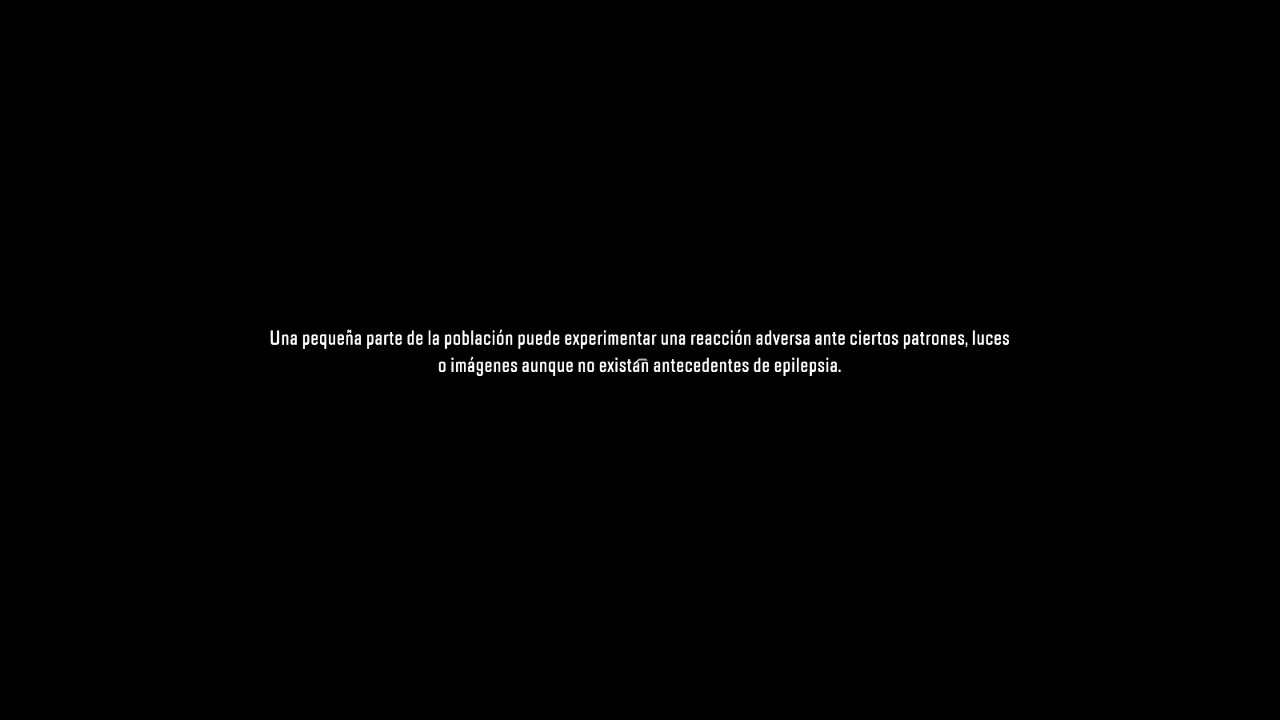 Una pequeña parte de la población puede experimentar una reacción adversa ante ciertos patrones, luces
o imágenes aunque no existan antecedentes de epilepsia.